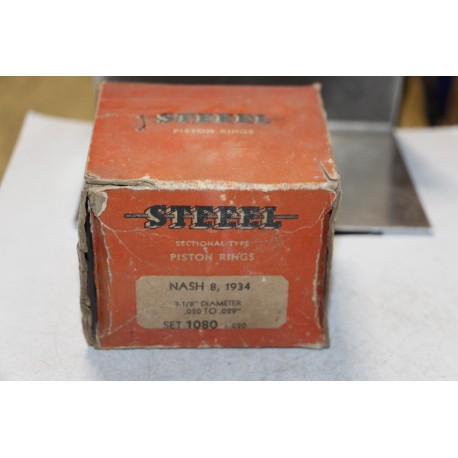 STEEEL
PISTON RINGS
STEEEL
SECTIONAL-TYPE
PISTON RINGS
NASH 8, 1934
3-1/8" DIAMETER
.020 TO .029"
SET 1080 +.020